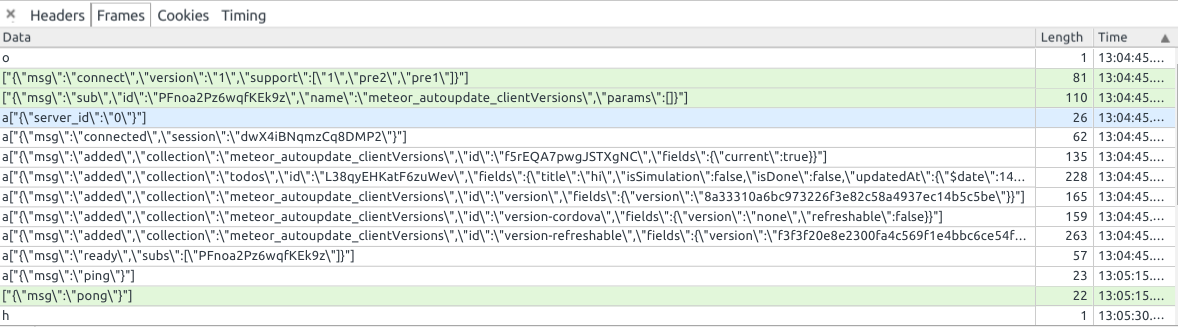 × Headers Frames Cookies Timing
Data Length Time ▲
o 1 13:04:45....
["{\"msg\":\"connect\",\"version\":\"1\",\"support\":[\"1\",\"pre2\",\"pre1\"]}"] 81 13:04:45....
["{\"msg\":\"sub\",\"id\":\"PFnoa2Pz6wqfKEk9z\",\"name\":\"meteor_autoupdate_clientVersions\",\"params\":[]}"] 110 13:04:45....
a["{\"server_id\":\"0\"}"] 26 13:04:45....
a["{\"msg\":\"connected\",\"session\":\"dwX4iBNqmzCq8DMP2\"}"] 62 13:04:45....
a["{\"msg\":\"added\",\"collection\":\"meteor_autoupdate_clientVersions\",\"id\":\"f5rEQA7pwgJSTXgNC\",\"fields\":{\"current\":true}}"] 135 13:04:45....
a["{\"msg\":\"added\",\"collection\":\"todos\",\"id\":\"L38qyEHKatF6zuWev\",\"fields\":{\"title\":\"hi\",\"isSimulation\":false,\"isDone\":false,\"updatedAt\":{\"$date\":14... 228 13:04:45....
a["{\"msg\":\"added\",\"collection\":\"meteor_autoupdate_clientVersions\",\"id\":\"version\",\"fields\":{\"version\":\"8a33310a6bc973226f3e82c58a4937ec14b5c5be\"}}"] 165 13:04:45....
a["{\"msg\":\"added\",\"collection\":\"meteor_autoupdate_clientVersions\",\"id\":\"version-cordova\",\"fields\":{\"version\":\"none\",\"refreshable\":false}}"] 159 13:04:45....
a["{\"msg\":\"added\",\"collection\":\"meteor_autoupdate_clientVersions\",\"id\":\"version-refreshable\",\"fields\":{\"version\":\"f3f3f20e8e2300fa4c569f1e4bbc6ce54f... 263 13:04:45....
a["{\"msg\":\"ready\",\"subs\":[\"PFnoa2Pz6wqfKEk9z\"]}"] 57 13:04:45....
a["{\"msg\":\"ping\"}"] 23 13:05:15....
["{\"msg\":\"pong\"}"] 22 13:05:15....
h 1 13:05:30....